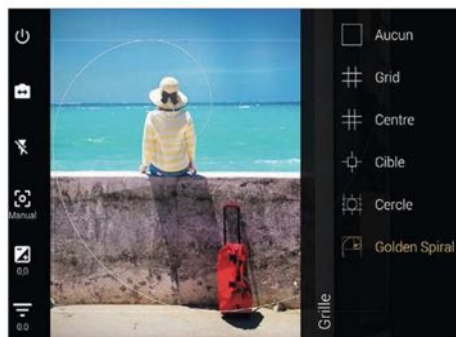 Manual
0,0
0.0
Grille
Aucun
Grid
Centre
Cible
Cercle
Golden Spiral